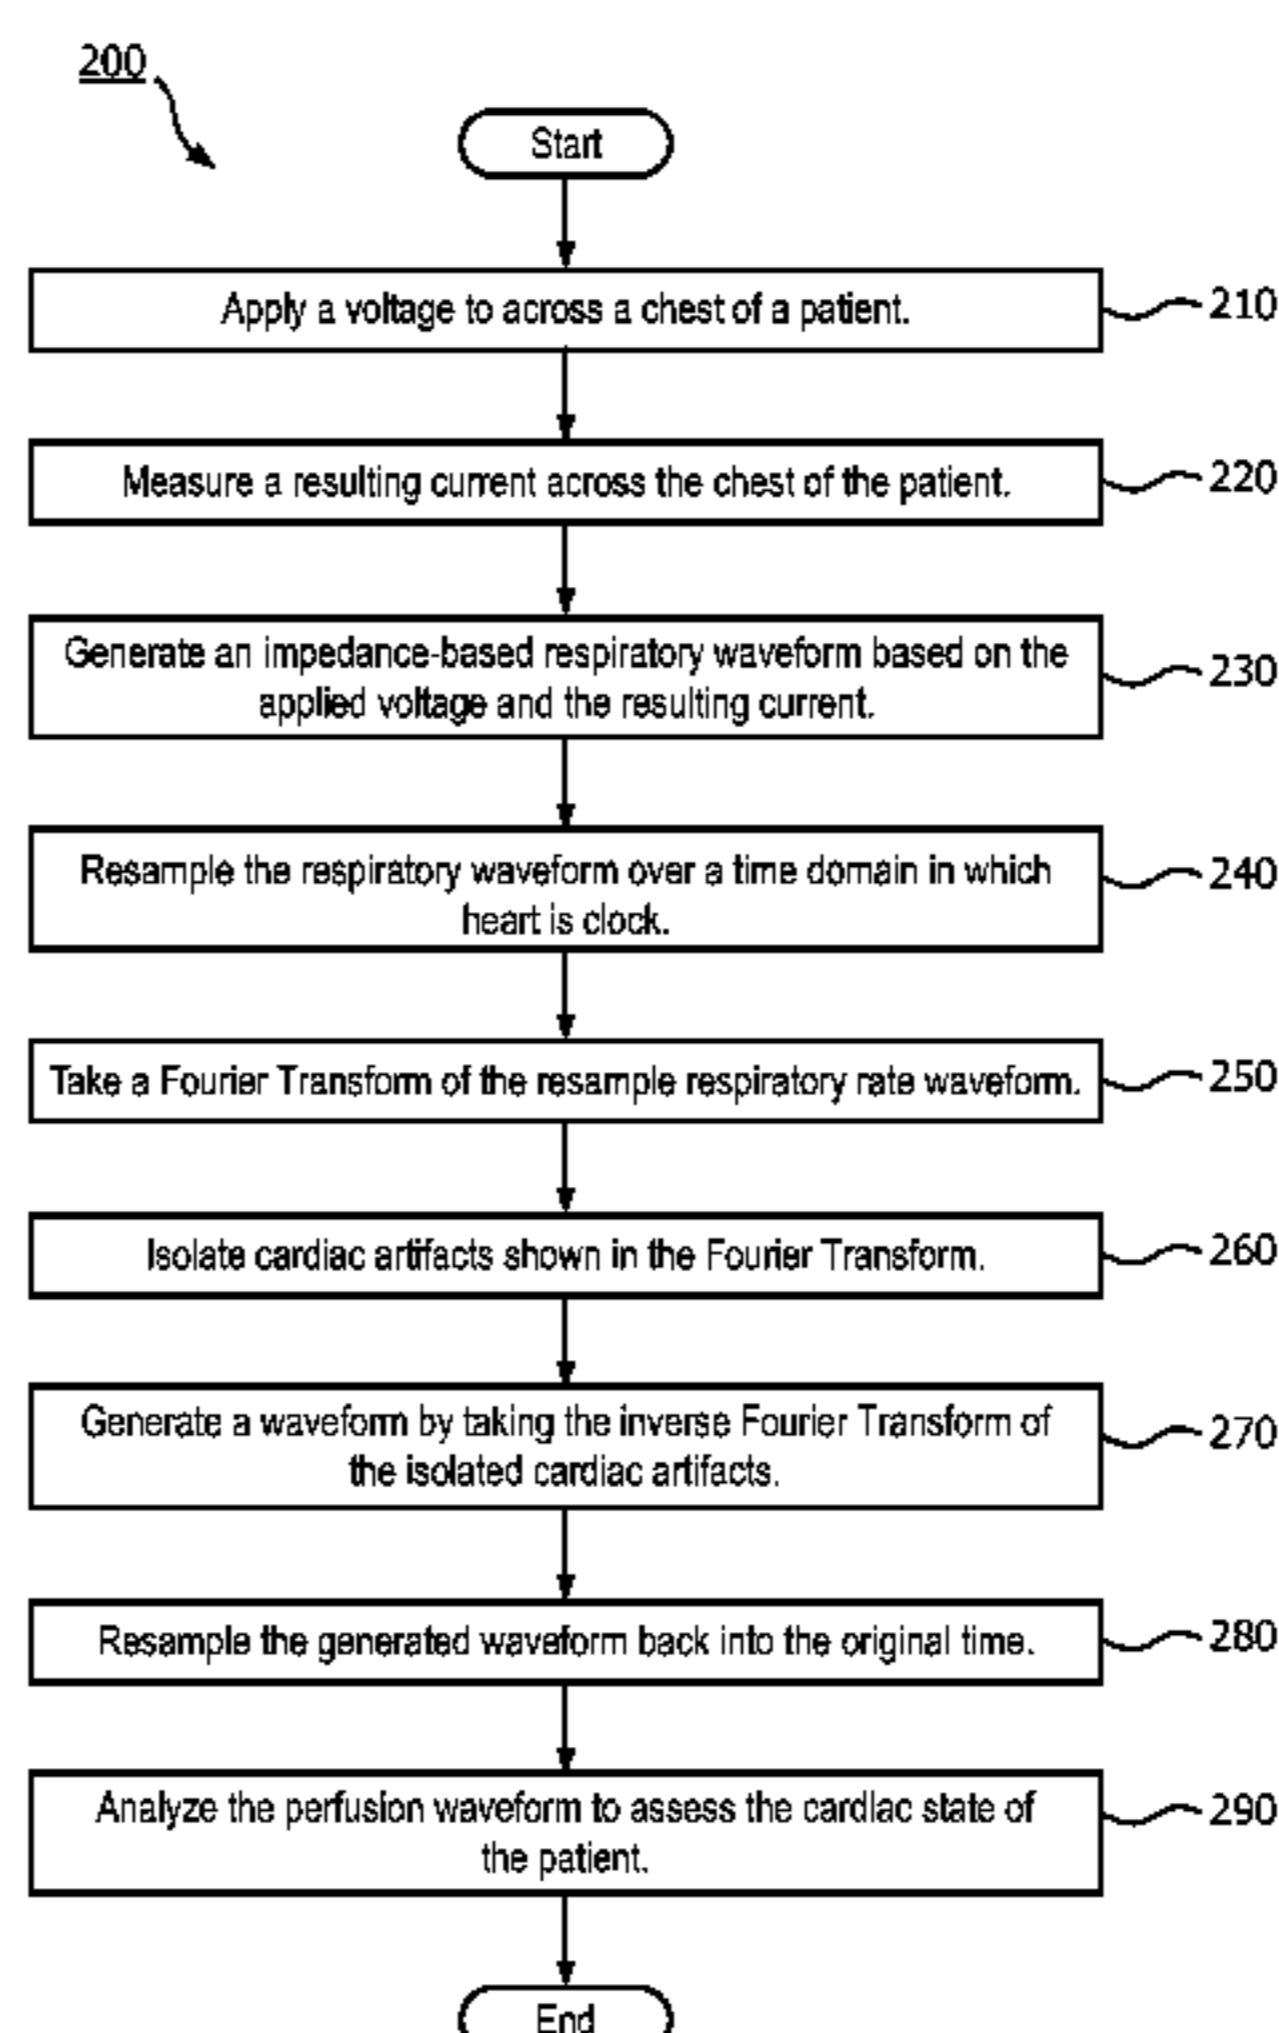 200
Start
Apply a voltage to across a chest of a patient.
210
Measure a resulting current across the chest of the patient.
220
Generate an impedance-based respiratory waveform based on the
applied voltage and the resulting current.
230
Resample the respiratory waveform over a time domain in which
heart is clock.
240
Take a Fourier Transform of the resample respiratory rate waveform.
250
Isolate cardiac artifacts shown in the Fourier Transform.
260
Generate a waveform by taking the inverse Fourier Transform of
the isolated cardiac artifacts.
270
Resample the generated waveform back into the original time.
280
Analyze the perfusion waveform to assess the cardiac state of
the patient.
290
End